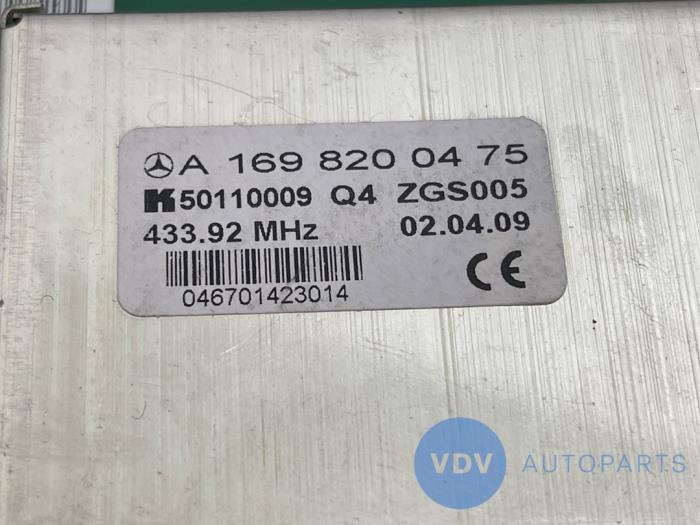 A 169 820 04 75
K 50110009 Q4 ZGS005
433.92 MHz 02.04.09
046701423014 CE
VDV AUTOPARTS